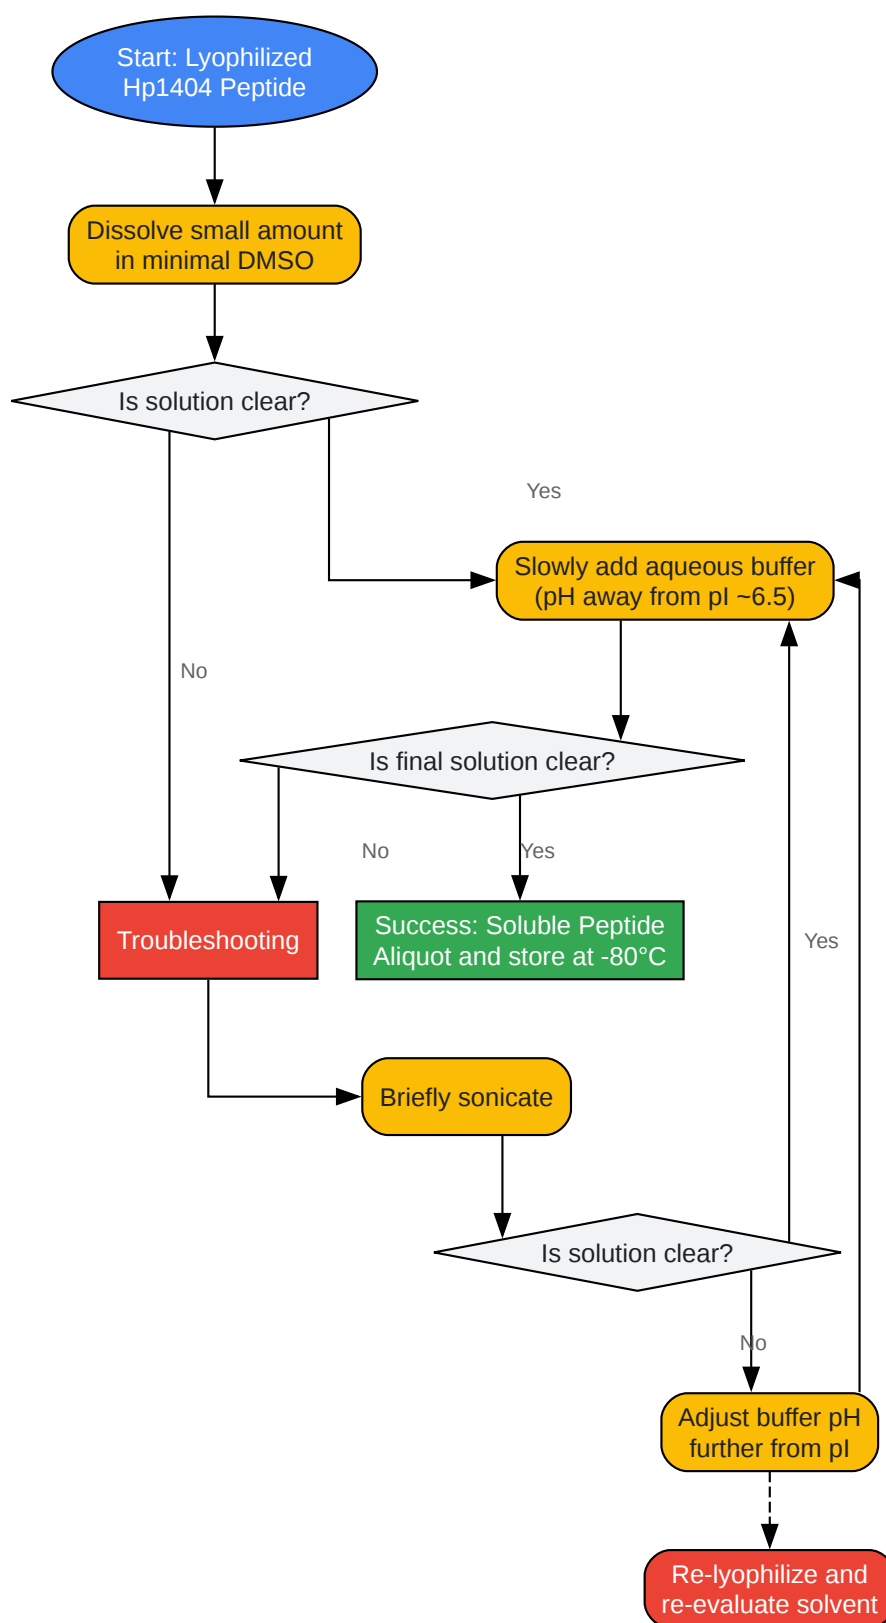 Start: Lyophilized
Hp1404 Peptide
Dissolve small amount
in minimal DMSO
Is solution clear?
Yes
Slowly add aqueous buffer
(pH away from pI ~6.5)
No
Is final solution clear?
No
Yes
Troubleshooting
Success: Soluble Peptide
Aliquot and store at -80°C
Yes
Briefly sonicate
Is solution clear?
No
Adjust buffer pH
further from pI
Re-lyophilize and
re-evaluate solvent